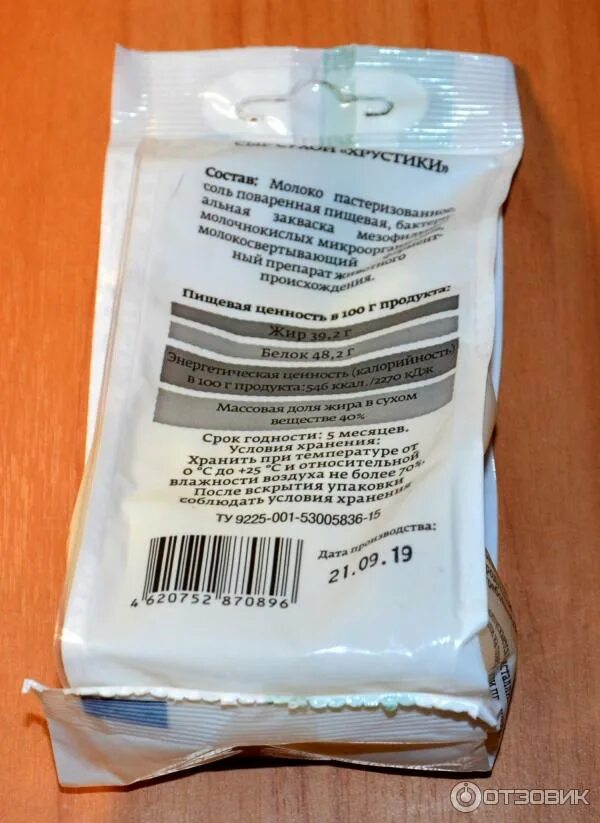 СЫР СУХОЙ «ХРУСТИКИ»
Состав: Молоко пастеризованное,
соль поваренная пищевая, бактери-
альная закваска мезофильных
молочнокислых микроорганизмов,
молокосвертывающий фермент-
ный препарат животного
происхождения.
Пищевая ценность в 100 г продукта:
Жир 39,2 г
Белок 48,2 г
Энергетическая ценность (калорийность)
в 100 г продукта: 546 ккал./2270 кДж
Массовая доля жира в сухом
веществе 40%
Срок годности: 5 месяцев.
Условия хранения:
Хранить при температуре от
0 °С до +25 °С и относительной
влажности воздуха не более 70%.
После вскрытия упаковки
соблюдать условия хранения
ТУ 9225-001-53005836-15
Дата производства:
21.09.19
4 620752 870896
ОТЗОВИК